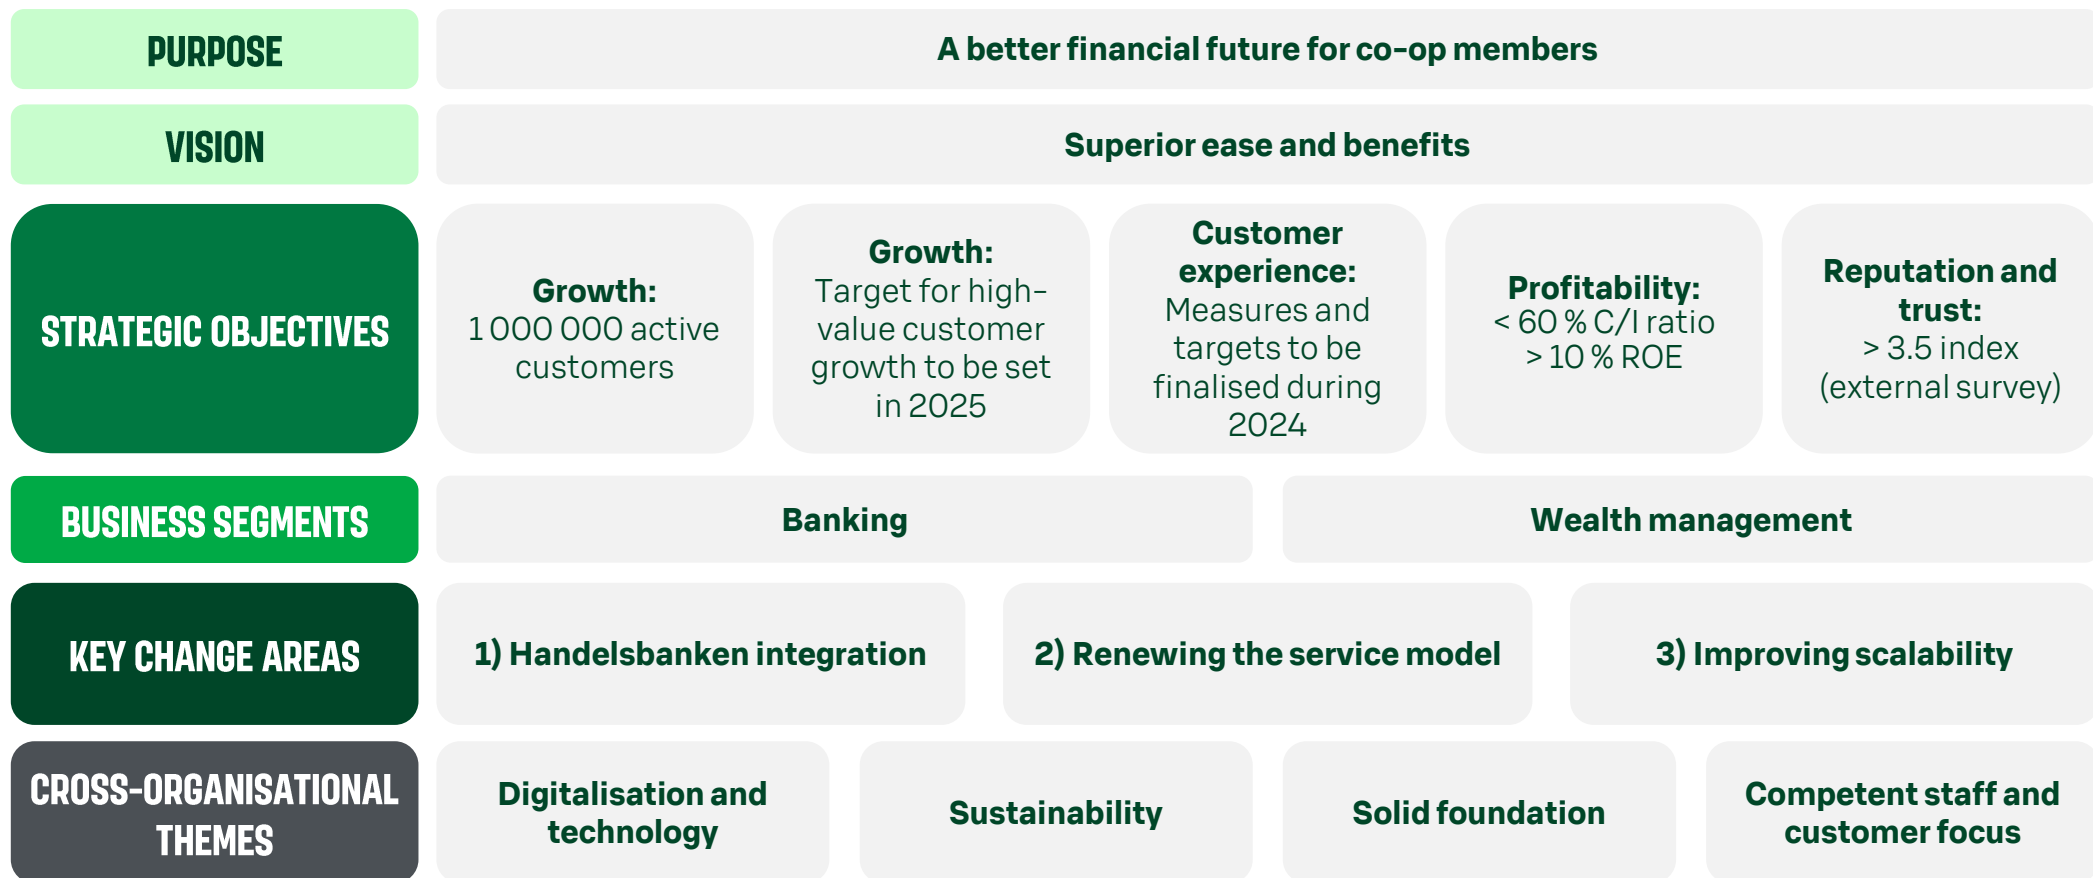 PURPOSE
A better financial future for co-op members
VISION
Superior ease and benefits
STRATEGIC OBJECTIVES
Growth:
1 000 000 active
customers
Growth:
Target for high-
value customer
growth to be set
in 2025
Customer
experience:
Measures and
targets to be
finalised during
2024
Profitability:
< 60 % C/I ratio
> 10 % ROE
Reputation and
trust:
> 3.5 index
(external survey)
BUSINESS SEGMENTS
Banking
Wealth management
KEY CHANGE AREAS
1) Handelsbanken integration
2) Renewing the service model
3) Improving scalability
CROSS-ORGANISATIONAL
THEMES
Digitalisation and
technology
Sustainability
Solid foundation
Competent staff and
customer focus